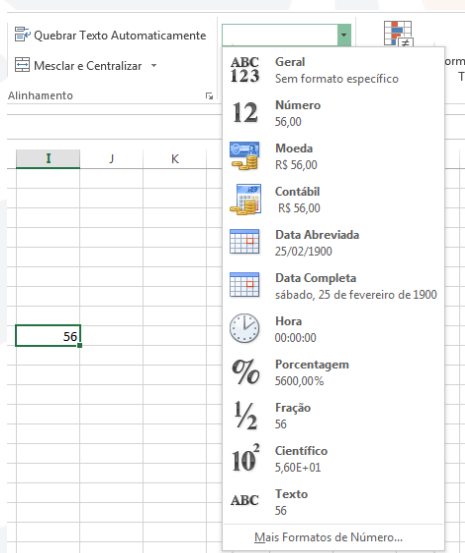 Quebrar Texto Automaticamente
Mesclar e Centralizar
Alinhamento
I J K
56
ABC 123 Geral
Sem formato específico
12 Número
56,00
Moeda
R$ 56,00
Contábil
R$ 56,00
Data Abreviada
25/02/1900
Data Completa
sábado, 25 de fevereiro de 1900
Hora
00:00:00
% Porcentagem
5600,00%
½ Fração
56
10² Científico
5,60E+01
ABC Texto
56
Mais Formatos de Número...